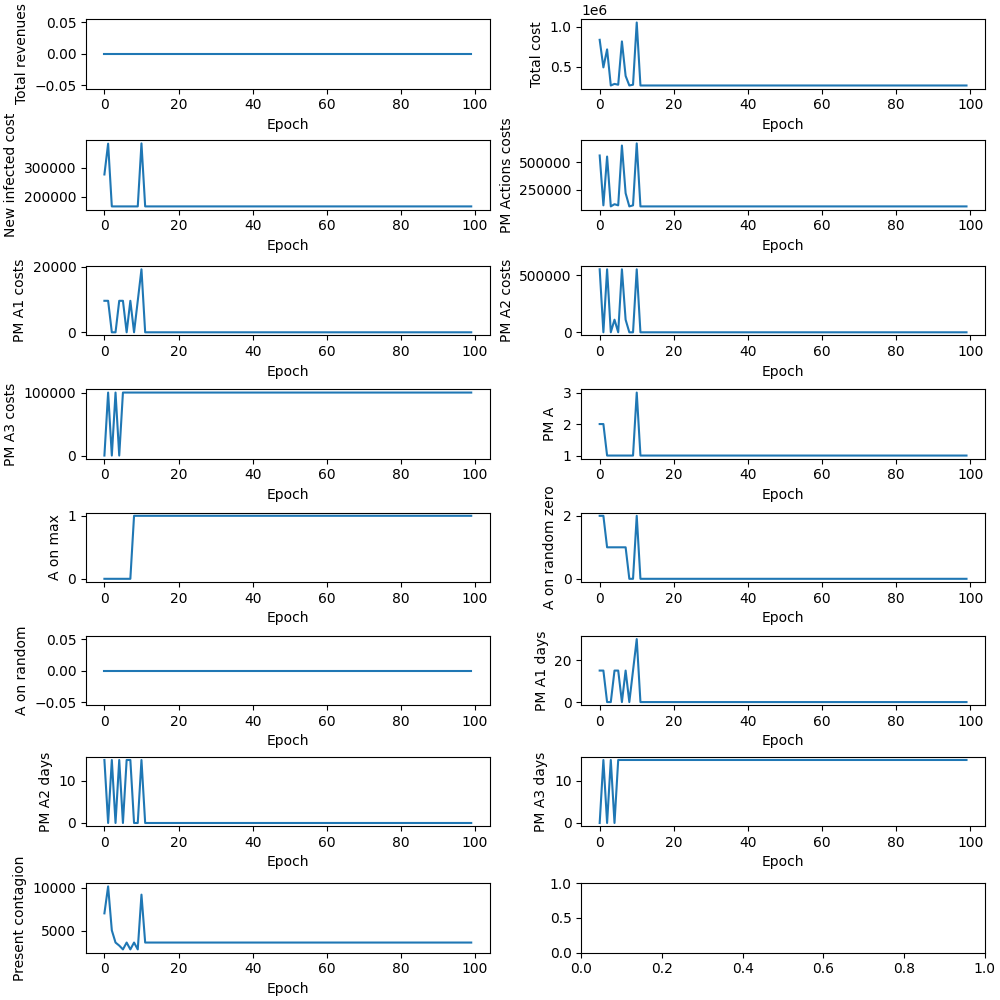 Total revenues
0.05
0.00
−0.05
0 20 40 60 80 100
Epoch
Total cost
1e6
1.0
0.5
0 20 40 60 80 100
Epoch
New infected cost
300000
200000
0 20 40 60 80 100
Epoch
PM Actions costs
500000
250000
0 20 40 60 80 100
Epoch
PM A1 costs
20000
0
0 20 40 60 80 100
Epoch
PM A2 costs
500000
0
0 20 40 60 80 100
Epoch
PM A3 costs
100000
0
0 20 40 60 80 100
Epoch
PM A
3
2
1
0 20 40 60 80 100
Epoch
A on max
1
0
0 20 40 60 80 100
Epoch
A on random zero
2
0
0 20 40 60 80 100
Epoch
A on random
0.05
0.00
−0.05
0 20 40 60 80 100
Epoch
PM A1 days
20
0
0 20 40 60 80 100
Epoch
PM A2 days
10
0
0 20 40 60 80 100
Epoch
PM A3 days
10
0
0 20 40 60 80 100
Epoch
Present contagion
10000
5000
0 20 40 60 80 100
Epoch
1.0
0.5
0.0
0.0 0.2 0.4 0.6 0.8 1.0